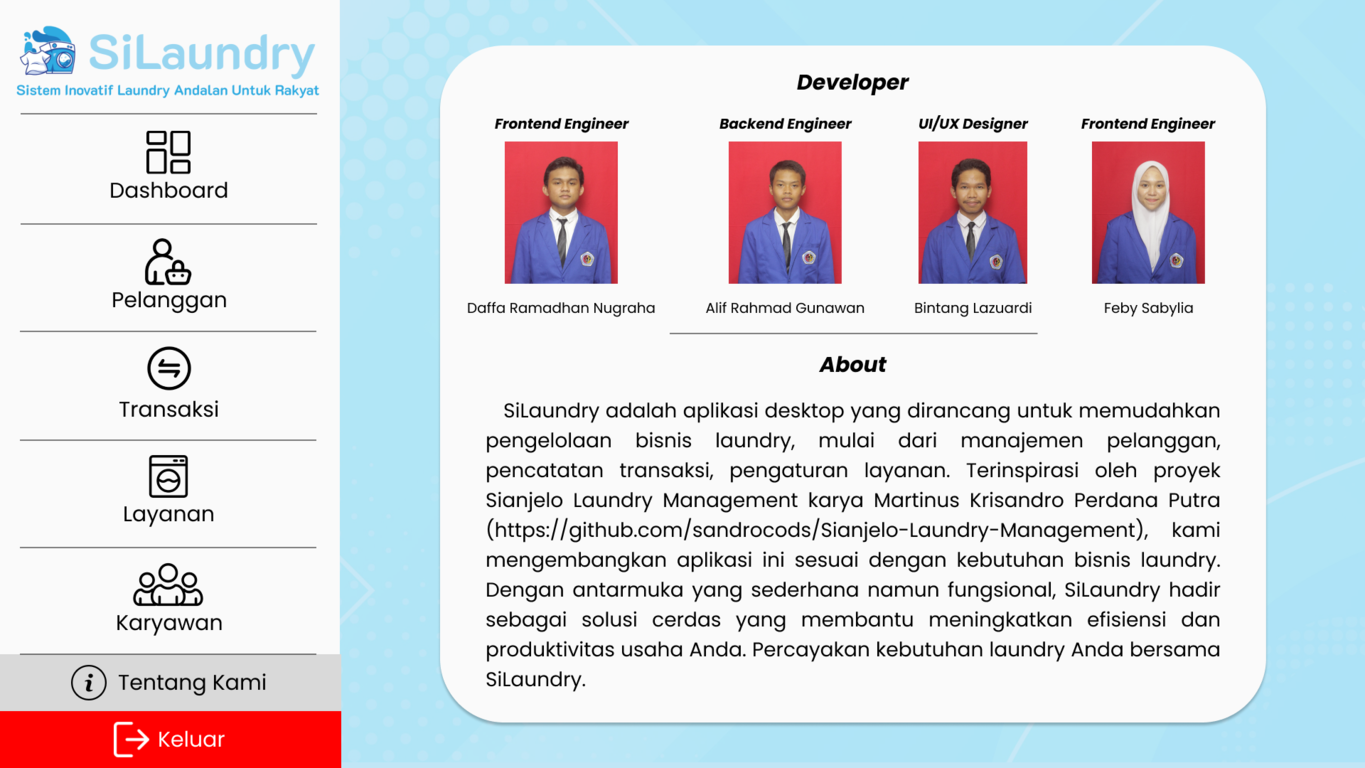 SiLaundry
Sistem Inovatif Laundry Andalan Untuk Rakyat
Dashboard
Pelanggan
Transaksi
Layanan
Karyawan
Tentang Kami
Keluar
Developer
Frontend Engineer
Backend Engineer
UI/UX Designer
Frontend Engineer
Daffa Ramadhan Nugraha
Alif Rahmad Gunawan
Bintang Lazuardi
Feby Sabylia
About
SiLaundry adalah aplikasi desktop yang dirancang untuk memudahkan
pengelolaan bisnis laundry, mulai dari manajemen pelanggan,
pencatatan transaksi, pengaturan layanan. Terinspirasi oleh proyek
Sianjelo Laundry Management karya Martinus Krisandro Perdana Putra
(https://github.com/sandrocods/Sianjelo-Laundry-Management), kami
mengembangkan aplikasi ini sesuai dengan kebutuhan bisnis laundry.
Dengan antarmuka yang sederhana namun fungsional, SiLaundry hadir
sebagai solusi cerdas yang membantu meningkatkan efisiensi dan
produktivitas usaha Anda. Percayakan kebutuhan laundry Anda bersama
SiLaundry.